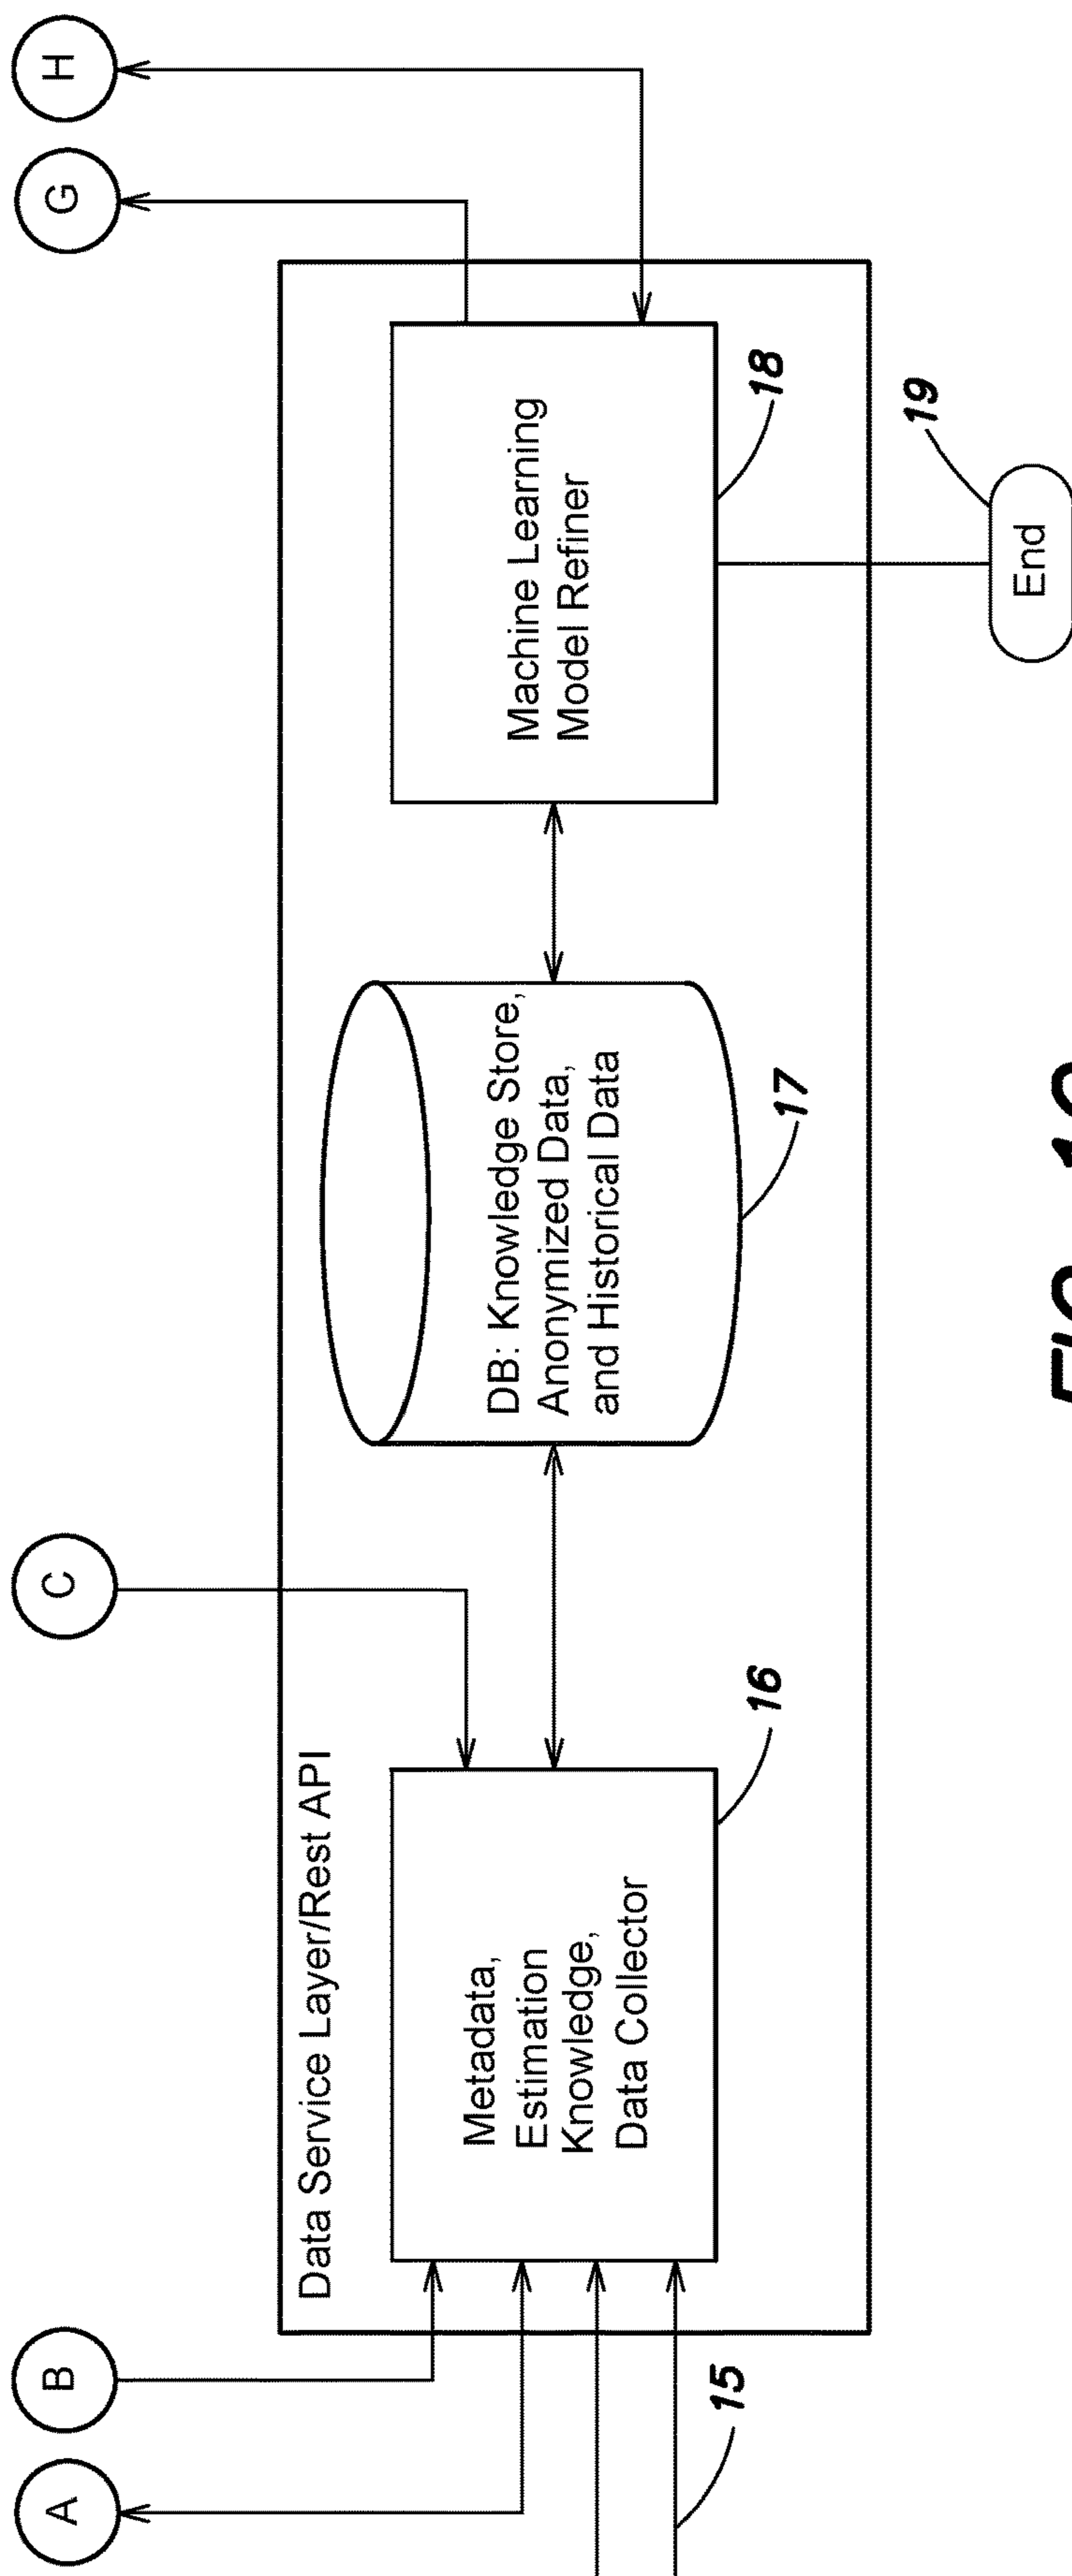 A
B
C
G
H
Data Service Layer/Rest API
Metadata,
Estimation
Knowledge,
Data Collector
DB: Knowledge Store,
Anonymized Data,
and Historical Data
Machine Learning
Model Refiner
15
16
17
18
19
End